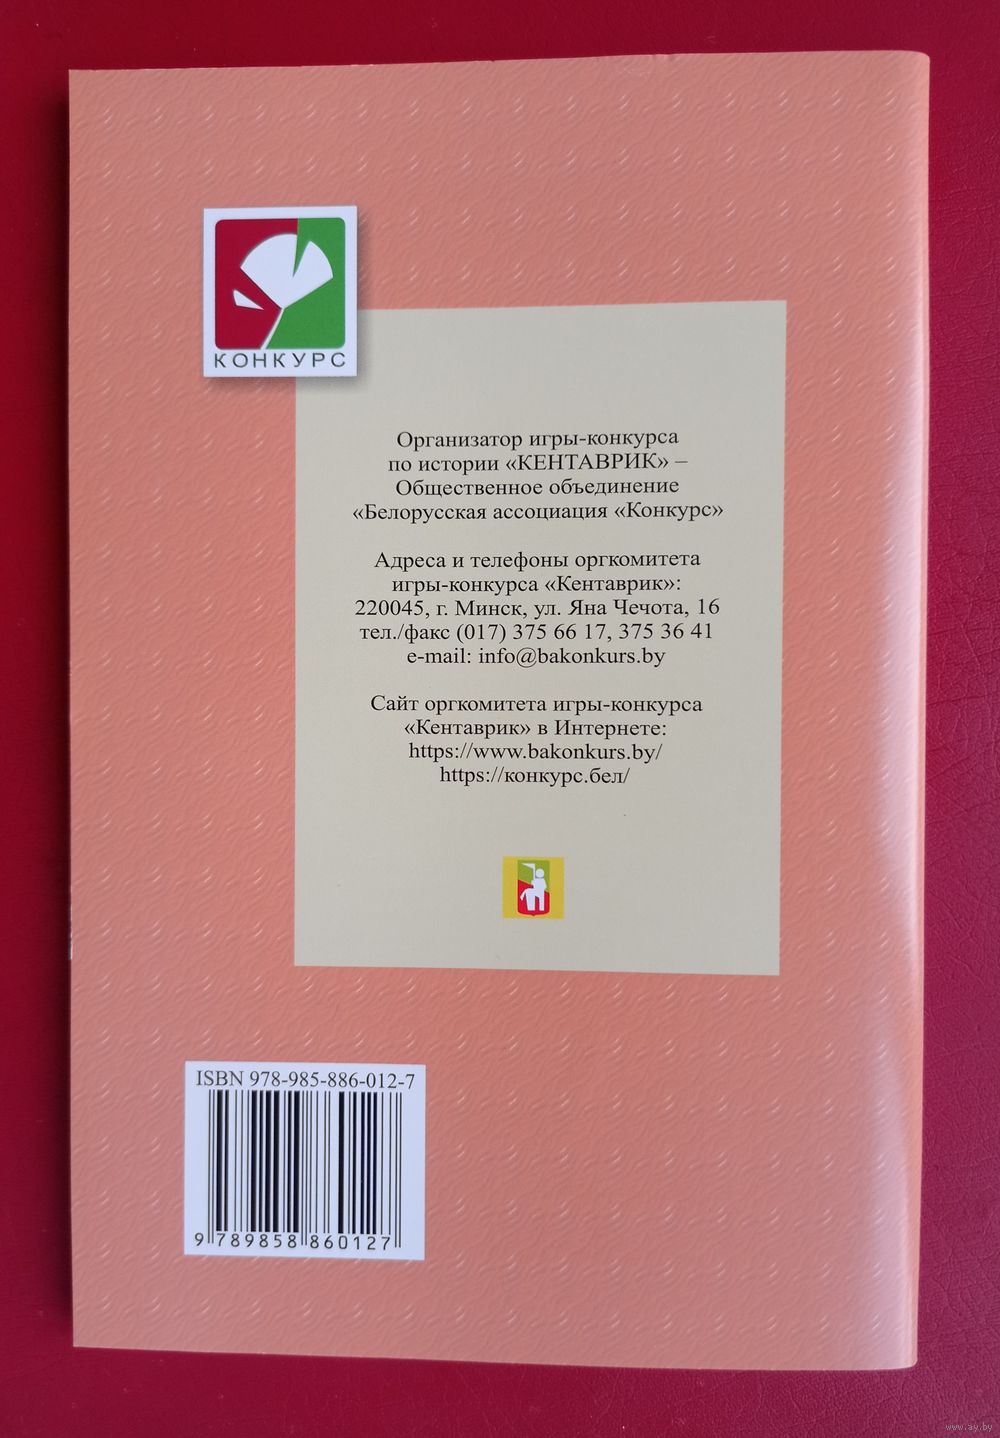 КОНКУРС
Организатор игры-конкурса
по истории «КЕНТАВРИК» –
Общественное объединение
«Белорусская ассоциация «Конкурс»
Адреса и телефоны оргкомитета
игры-конкурса «Кентаврик»:
220045, г. Минск, ул. Яна Чечота, 16
тел./факс (017) 375 66 17, 375 36 41
e-mail: info@bakonkurs.by
Сайт оргкомитета игры-конкурса
«Кентаврик» в Интернете:
https://www.bakonkurs.by/
https://конкурс.бел/
ISBN 978-985-886-012-7
9 789858 860127
www.ay.by